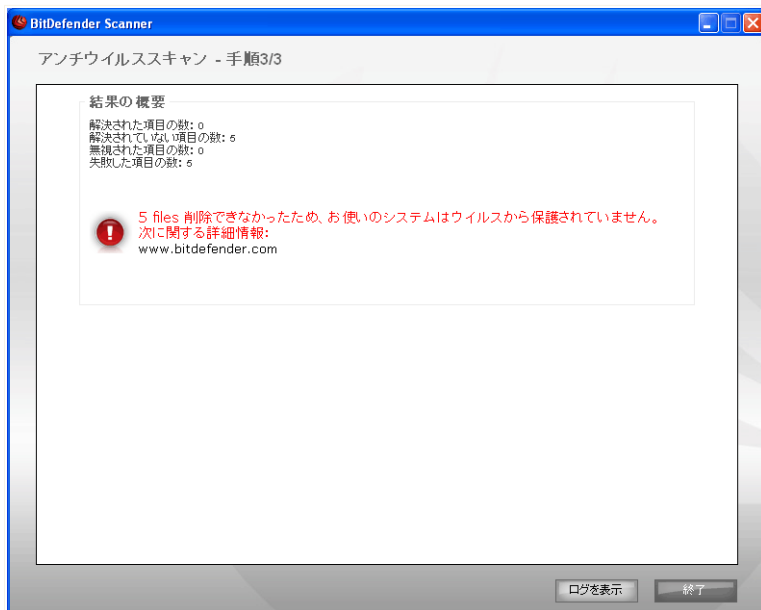 BitDefender Scanner
アンチウイルススキャン - 手順3/3
結果の概要
解決された項目の数: 0
解決されていない項目の数: 5
無視された項目の数: 0
失敗した項目の数: 5
5 files 削除できなかったため、お使いのシステムはウイルスから保護されていません。
次に関する詳細情報:
www.bitdefender.com
ログを表示
終了